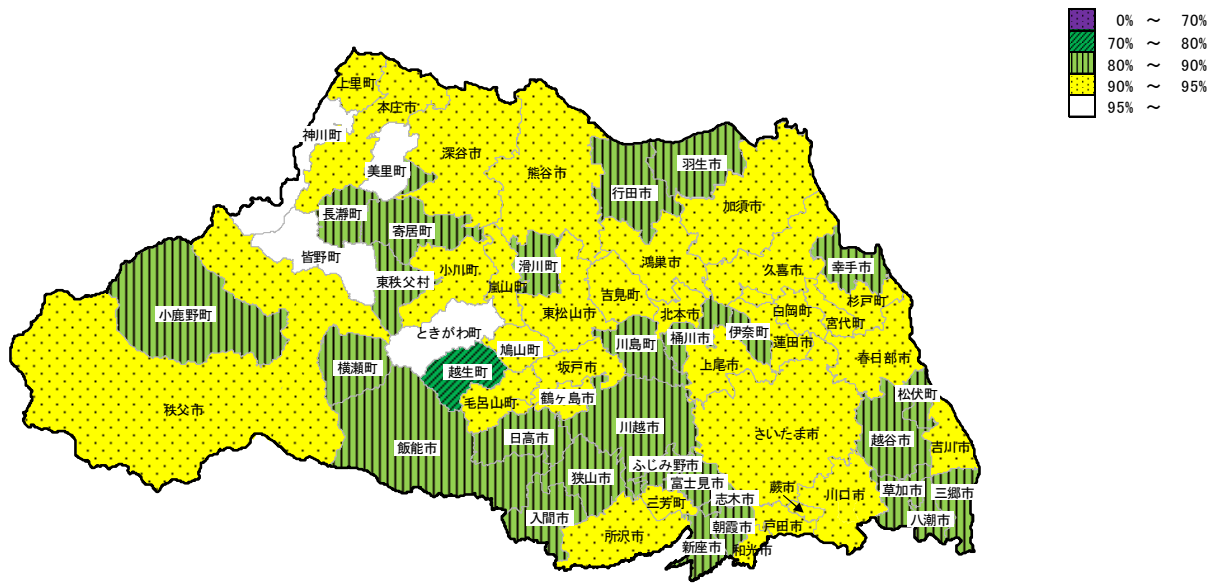 0% ～ 70%
70% ～ 80%
80% ～ 90%
90% ～ 95%
95% ～
上里町
本庄市
神川町
深谷市
美里町
熊谷市
羽生市
行田市
加須市
長瀞町
寄居町
皆野町
東秩父村
小川町
嵐山町
滑川町
鴻巣市
久喜市
幸手市
吉見町
杉戸町
小鹿野町
東松山市
北本市
白岡町
宮代町
ときがわ町
川島町
桶川市
伊奈町
蓮田市
鳩山町
春日部市
横瀬町
越生町
坂戸市
上尾市
松伏町
毛呂山町
鶴ヶ島市
秩父市
川越市
さいたま市
日高市
越谷市
吉川市
飯能市
ふじみ野市
狭山市
富士見市
蕨市
川口市
草加市
三郷市
志木市
三芳町
入間市
朝霞市
戸田市
八潮市
所沢市
新座市
和光市